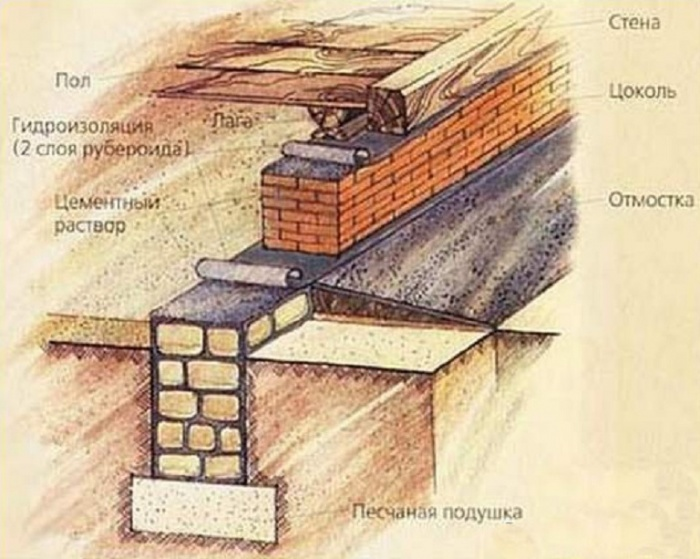 Стена
Пол
Цоколь
Гидроизоляция
Лага
(2 слоя рубероида)
Цементный
раствор
Отмостка
Песчаная подушка